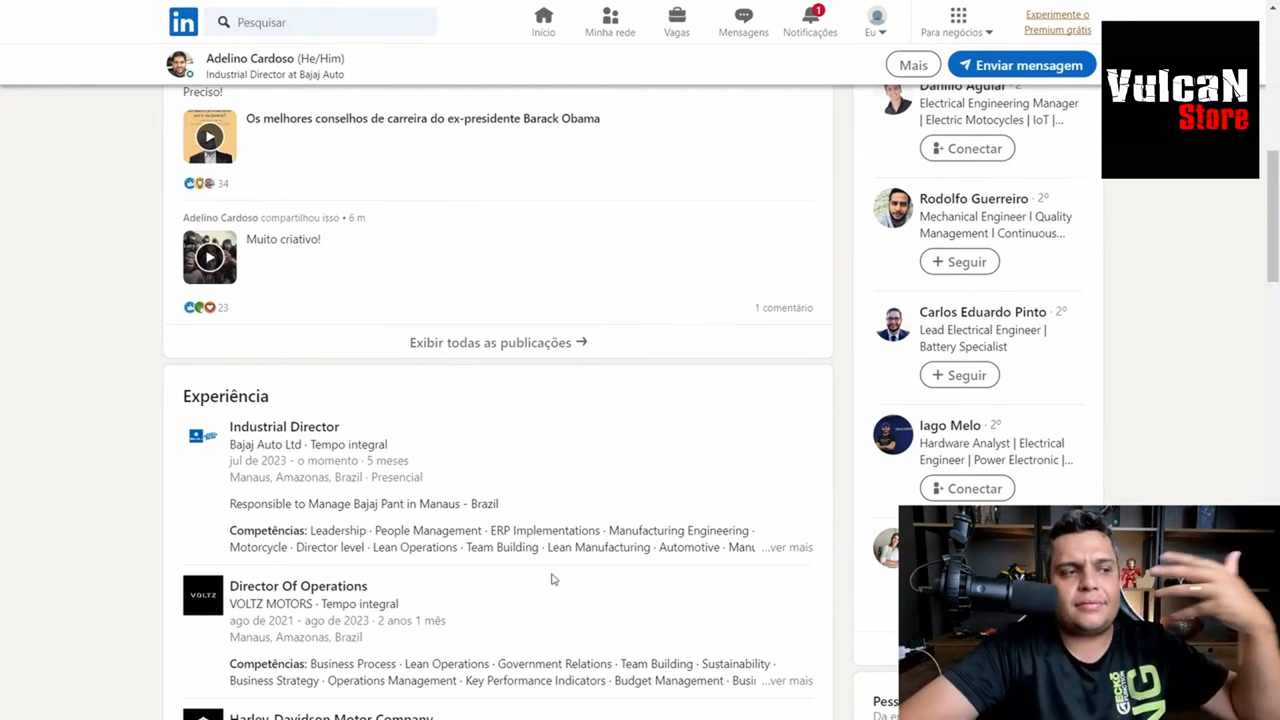 in
Pesquisar
Início
Minha rede
Vagas
Mensagens
1
Notificações
Eu
Para negócios
Experimente o
Premium grátis
Adelino Cardoso (He/Him)
Industrial Director at Bajaj Auto
Mais
Enviar mensagem
VulcaN
Store
Preciso!
Os melhores conselhos de carreira do ex-presidente Barack Obama
34
Adelino Cardoso compartilhou isso • 6 m
Muito criativo!
23
1 comentário
Exibir todas as publicações →
Experiência
Industrial Director
Bajaj Auto Ltd · Tempo integral
jul de 2023 - o momento · 5 meses
Manaus, Amazonas, Brazil · Presencial
Responsible to Manage Bajaj Pant in Manaus - Brazil
Competências: Leadership · People Management · ERP Implementations · Manufacturing Engineering ·
Motorcycle · Director level · Lean Operations · Team Building · Lean Manufacturing · Automotive · Manu ...ver mais
VOLTZ
Director Of Operations
VOLTZ MOTORS · Tempo integral
ago de 2021 - ago de 2023 · 2 anos 1 mês
Manaus, Amazonas, Brazil
Competências: Business Process · Lean Operations · Government Relations · Team Building · Sustainability ·
Business Strategy · Operations Management · Key Performance Indicators · Budget Management · Busi ...ver mais
Harley-Davidson Motor Company
Danilo Aguiar · 2º
Electrical Engineering Manager
| Electric Motocycles | IoT |...
Conectar
Rodolfo Guerreiro · 2º
Mechanical Engineer l Quality
Management l Continuous...
+ Seguir
Carlos Eduardo Pinto · 2º
Lead Electrical Engineer |
Battery Specialist
+ Seguir
Iago Melo · 2º
Hardware Analyst | Electrical
Engineer | Power Electronic |...
Conectar
Pess
Da e
GECKO
NG